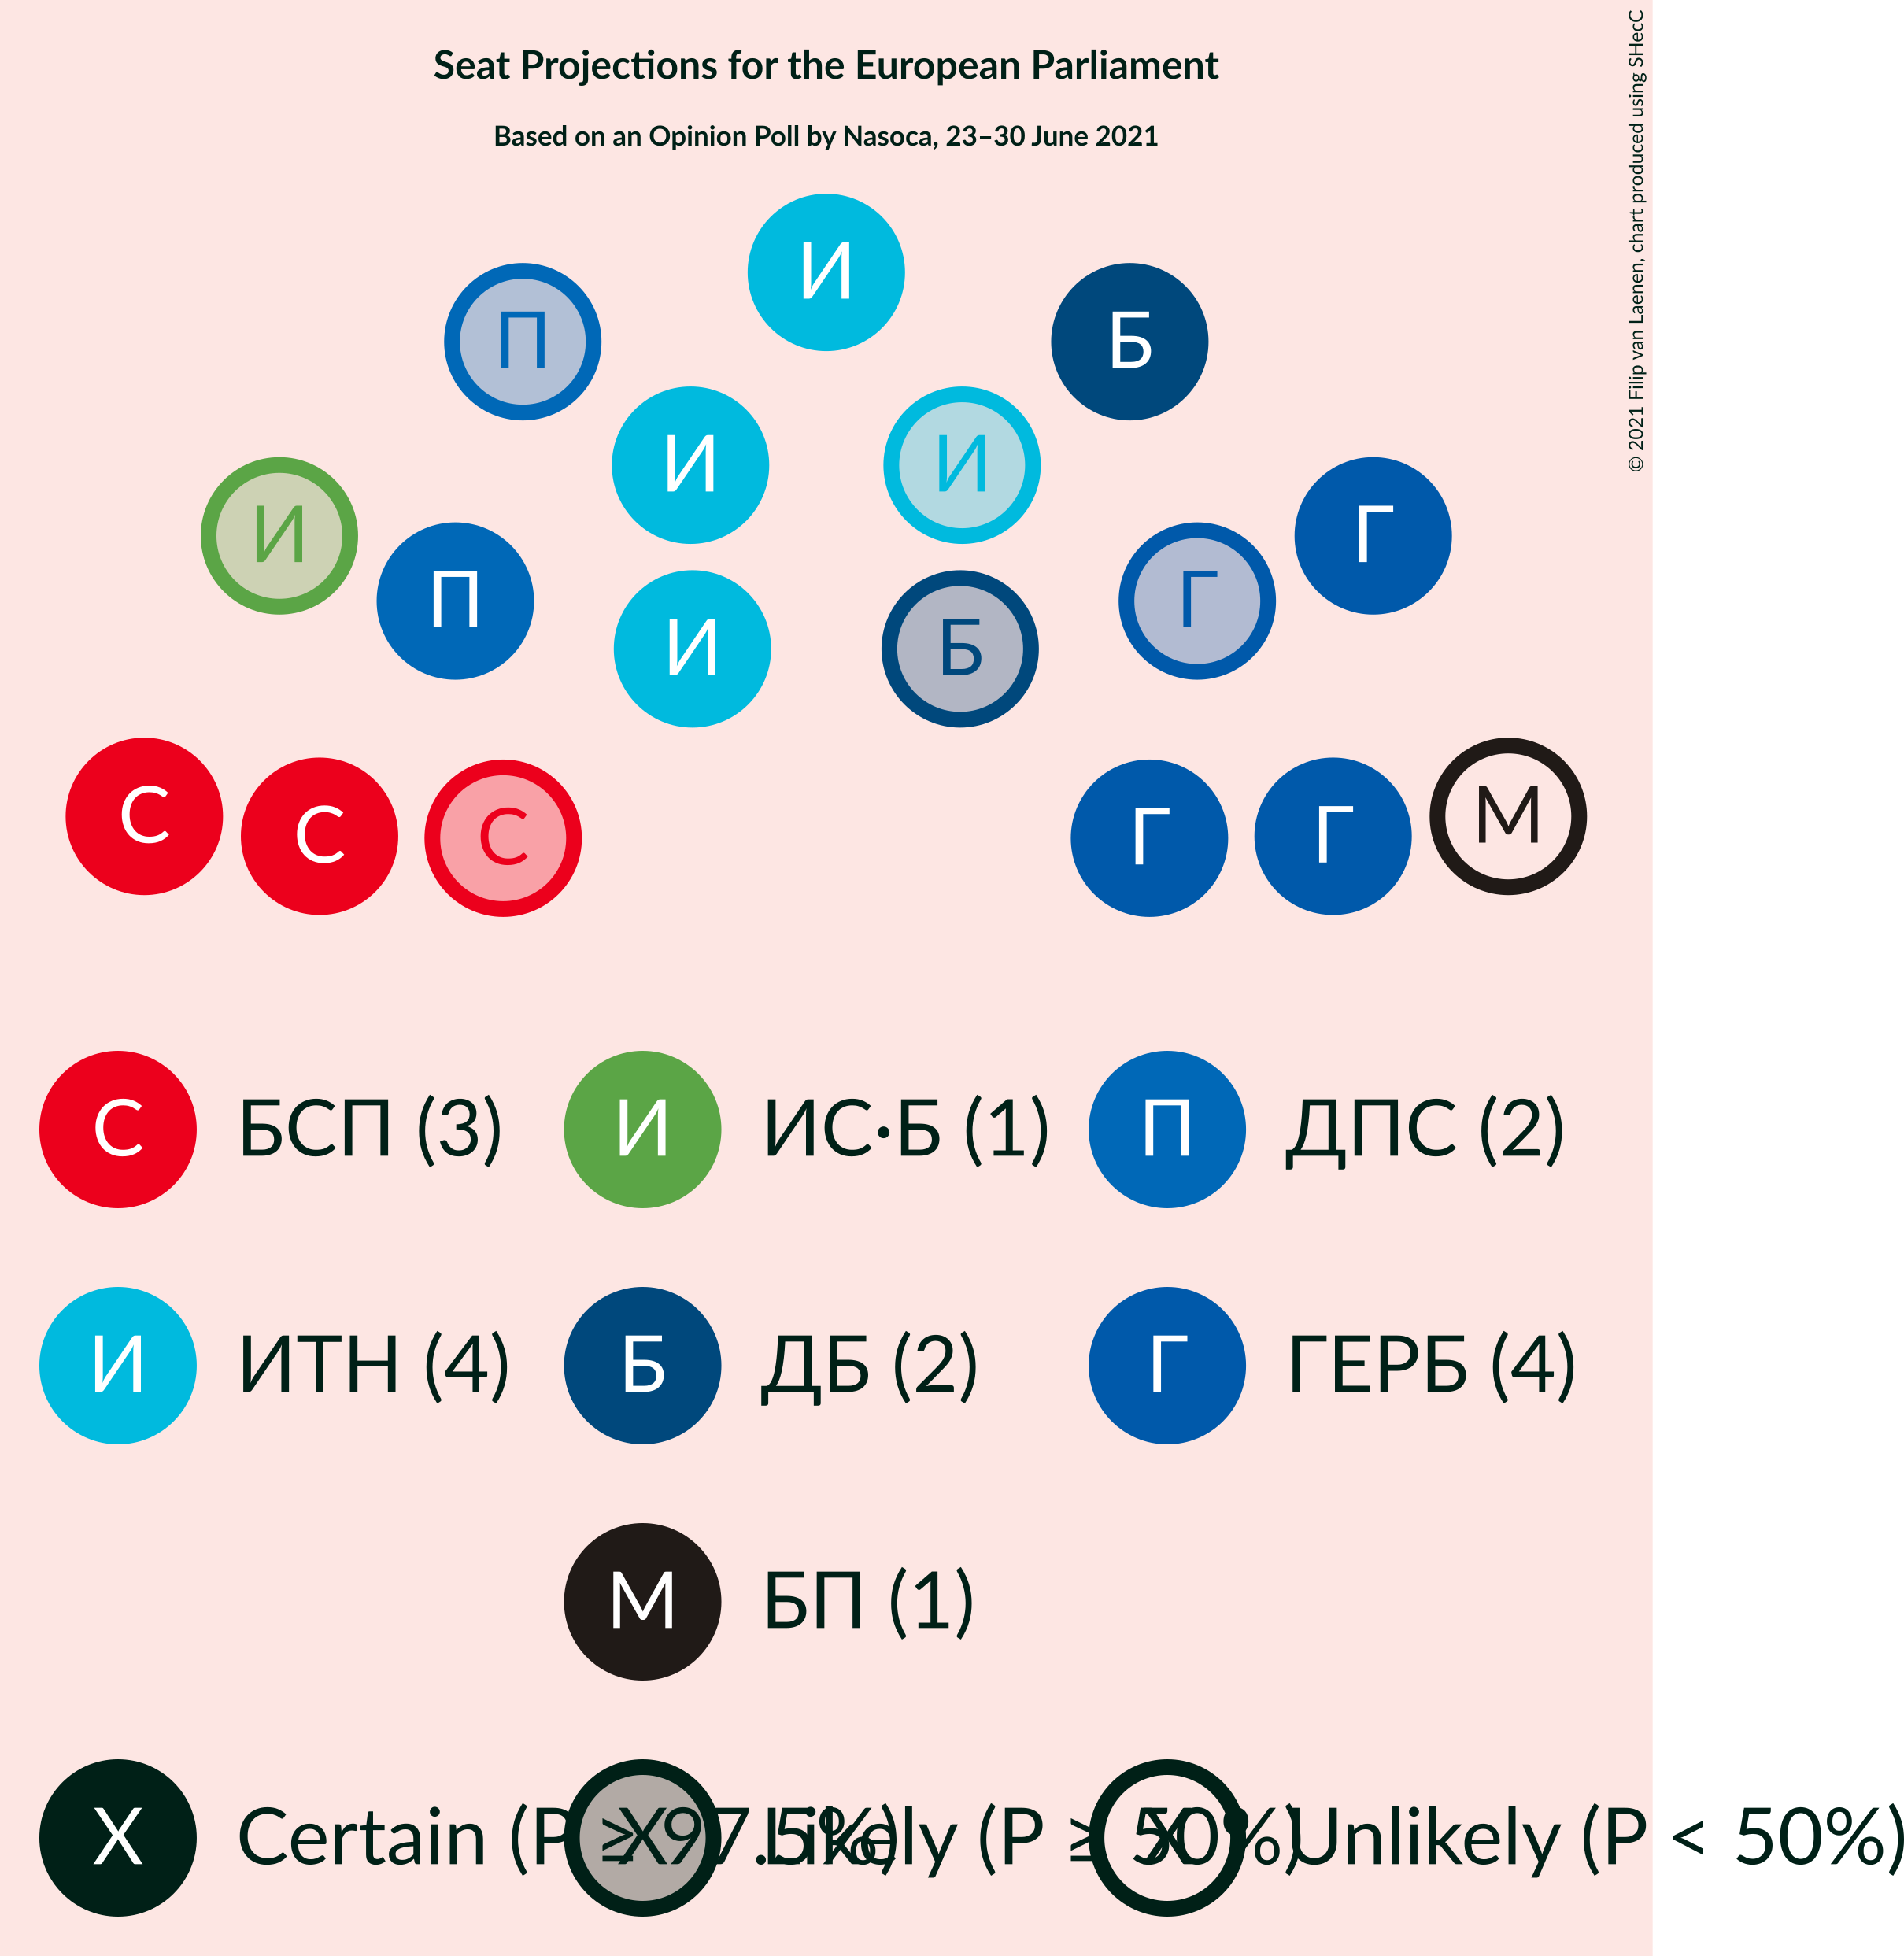 Seat Projections for the European Parliament
Based on an Opinion Poll by Nasoca, 23–30 June 2021
© 2021 Filip van Laenen, chart produced using SHecC
И
П Б
И И
И Г
П Г
И Б
С М
С С Г Г
С БСП (3) И ИС·Б (1) П ДПС (2)
И ИТН (4) Б ДБ (2) Г ГЕРБ (4)
М БП (1)
X Certain (P ≥ 97.5%) X Likely (P ≥ 50%) X Unlikely (P < 50%)